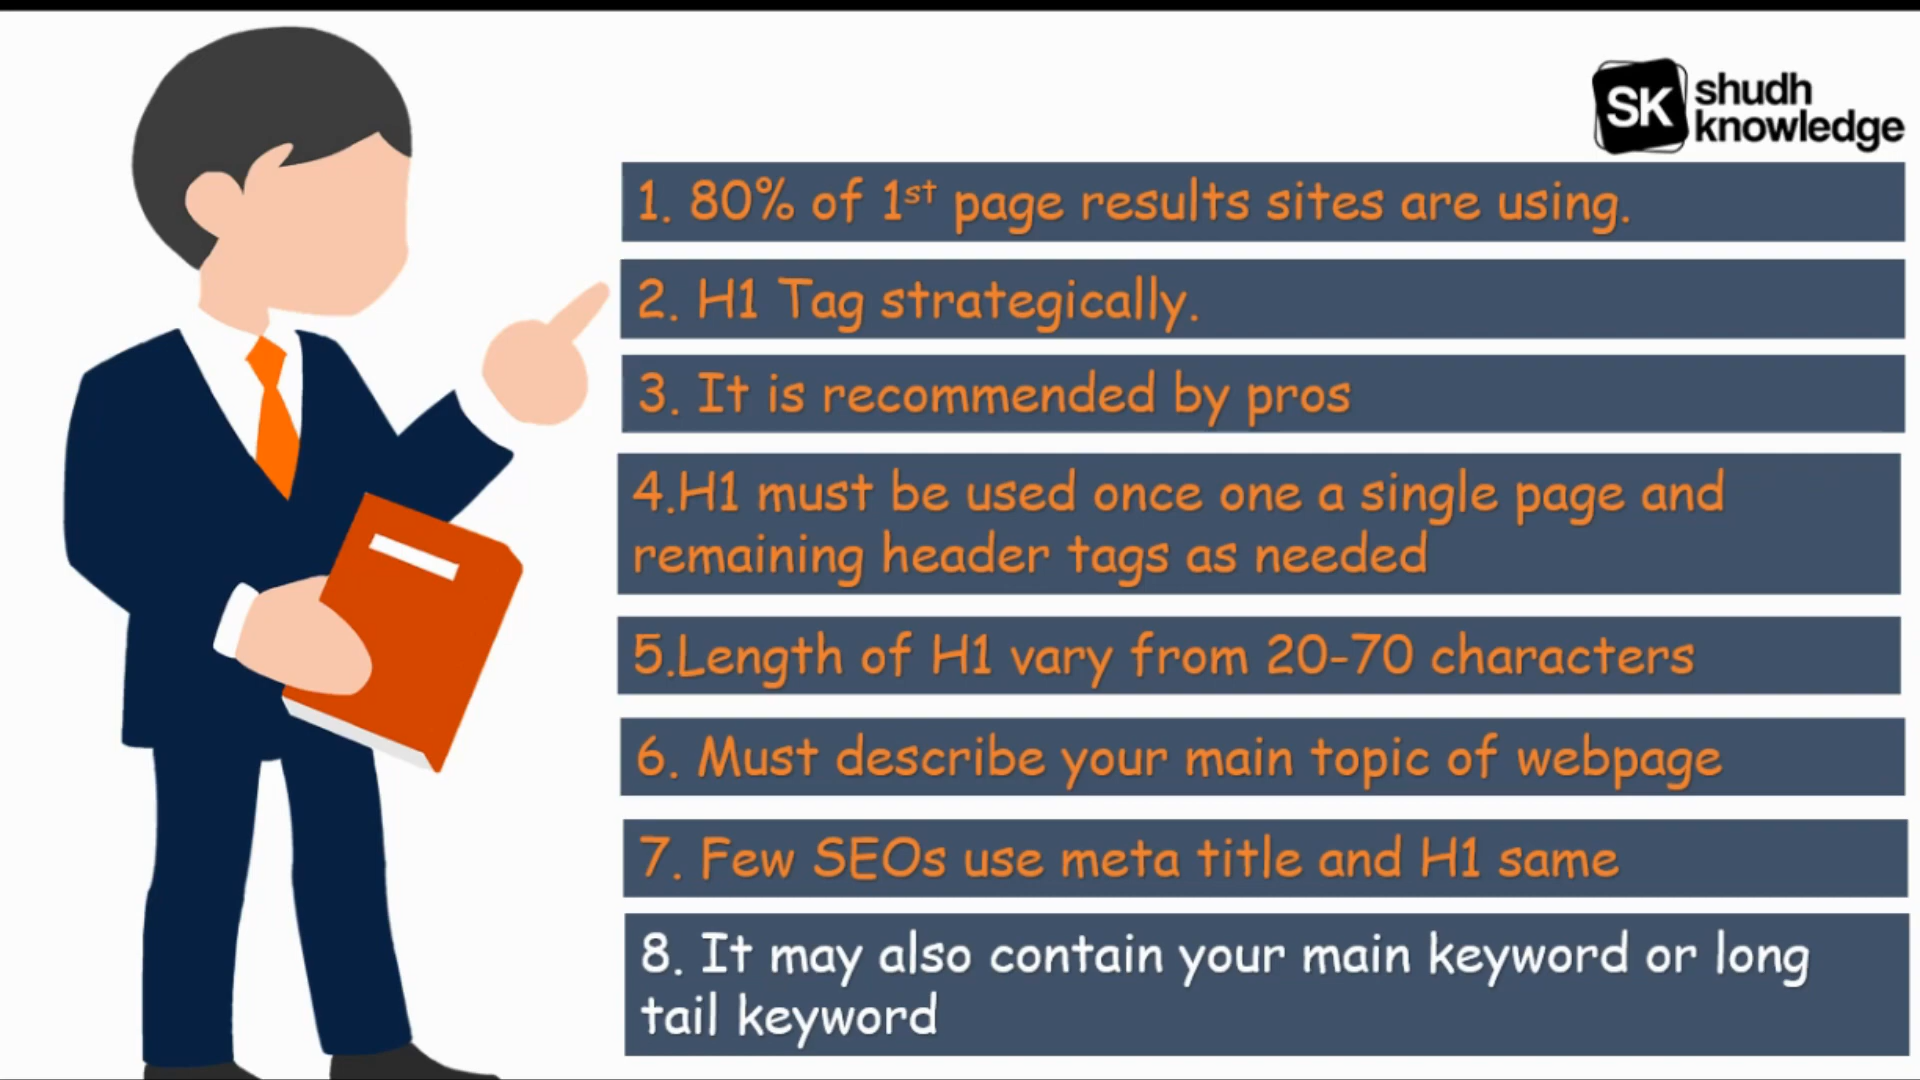 SK shudh
knowledge
1. 80% of 1st page results sites are using.
2. H1 Tag strategically.
3. It is recommended by pros
4.H1 must be used once one a single page and
remaining header tags as needed
5.Length of H1 vary from 20-70 characters
6. Must describe your main topic of webpage
7. Few SEOs use meta title and H1 same
8. It may also contain your main keyword or long
tail keyword